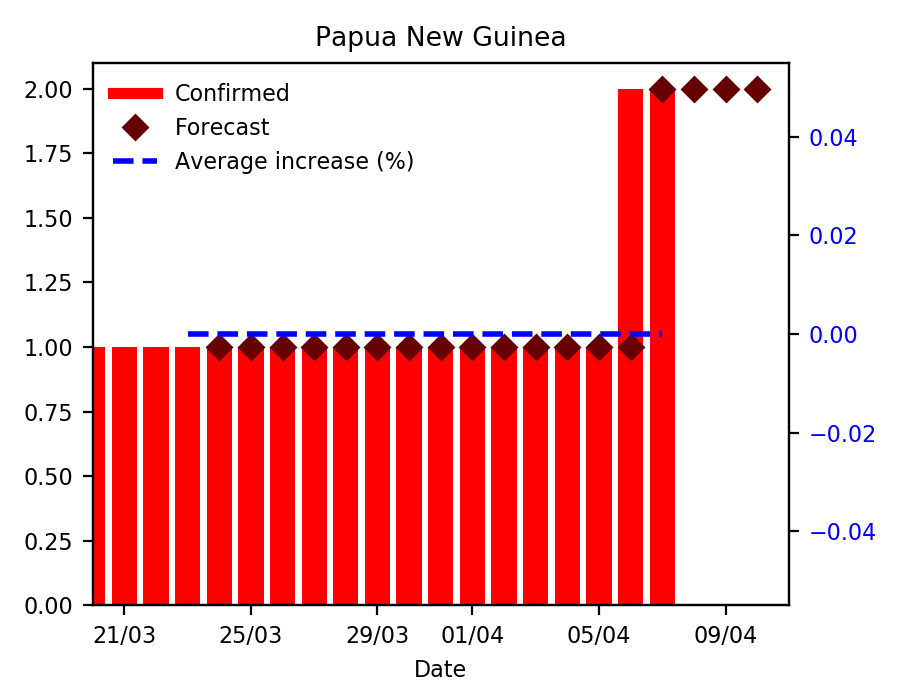 Papua New Guinea
Confirmed
Forecast
Average increase (%)
2.00
1.75
1.50
1.25
1.00
0.75
0.50
0.25
0.00
0.04
0.02
0.00
−0.02
−0.04
21/03 25/03 29/03 01/04 05/04 09/04
Date